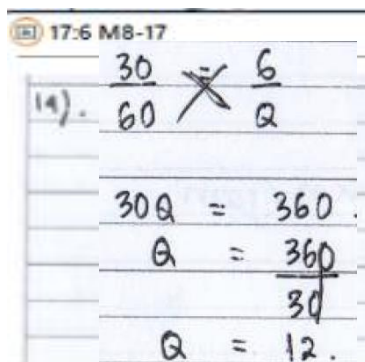 17:6 M8-17
14). 30/60 = 6/Q
30Q = 360.
Q = 360/30
Q = 12.